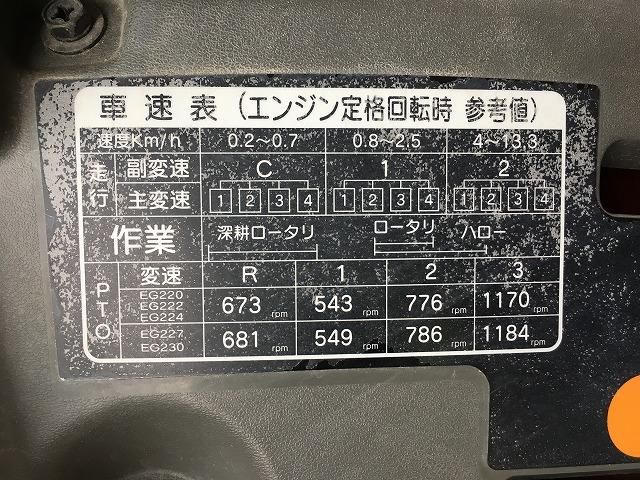 車速表(エンジン定格回転時 参考値)
速度Km/h 0.2〜0.7 0.8〜2.5 4〜13.3
走行 副変速 C 1 2
主変速 1 2 3 4 1 2 3 4 1 2 3 4
作業 深耕ロータリ ロータリ ハロー
PTO 変速 R 1 2 3
EG220
EG222
EG224
673 rpm 543 rpm 776 rpm 1170 rpm
EG227
EG230
681 rpm 549 rpm 786 rpm 1184 rpm